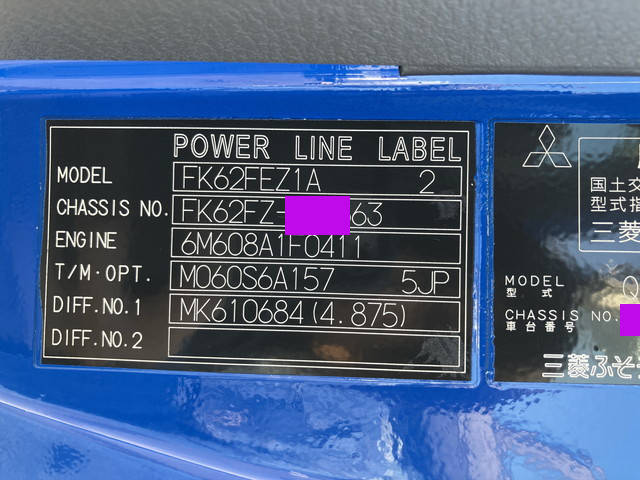 POWER LINE LABEL
MODEL FK62FEZ1A 2
CHASSIS NO. FK62FZ- 63
ENGINE 6M608A1F0411
T/M・OPT. M060S6A157 5JP
DIFF.NO.1 MK610684(4.875)
DIFF.NO.2
国土交
型式指
三菱
MODEL Q
型式
CHASSIS NO.
車台番号
三菱ふそう